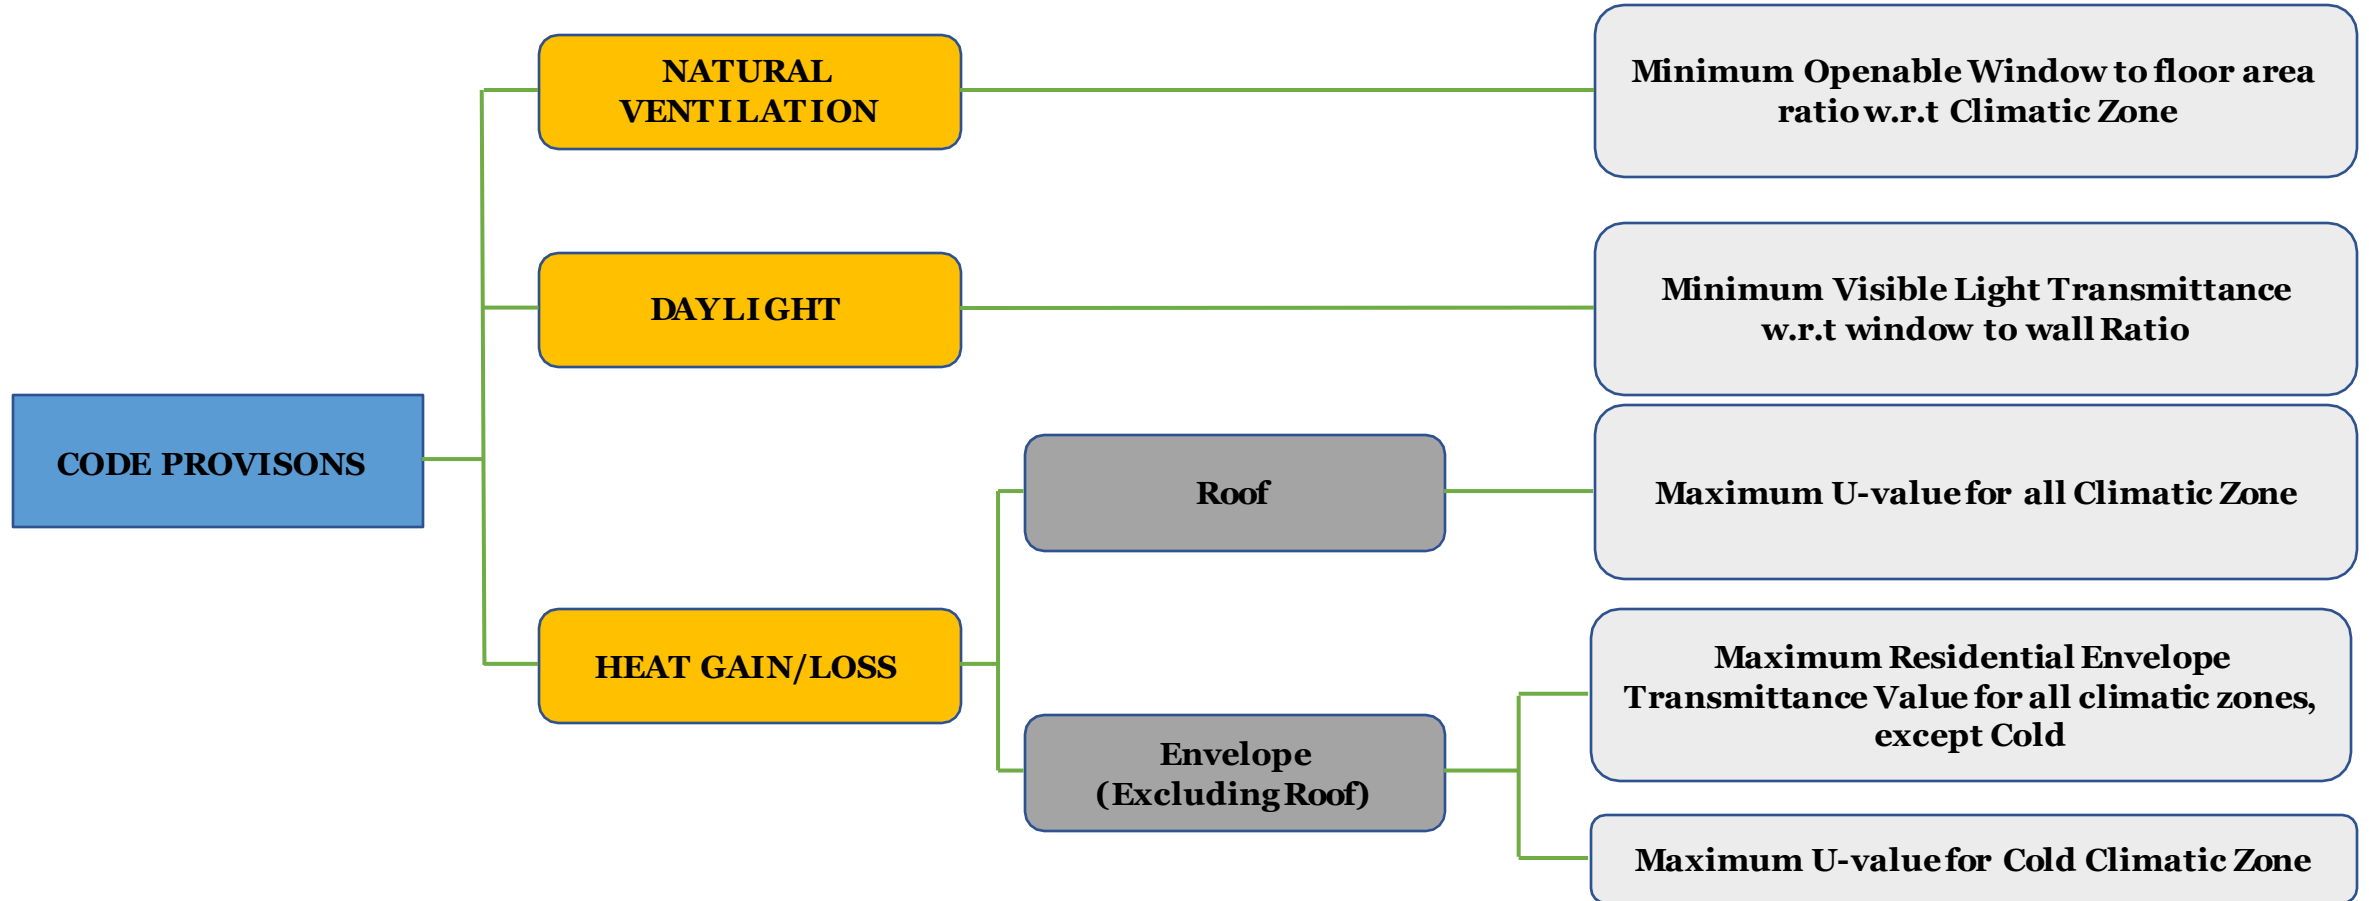 NATURAL
VENTILATION
Minimum Openable Window to floor area
ratio w.r.t Climatic Zone
DAYLIGHT
Minimum Visible Light Transmittance
w.r.t window to wall Ratio
CODE PROVISONS
Roof
Maximum U-value for all Climatic Zone
HEAT GAIN/LOSS
Maximum Residential Envelope
Transmittance Value for all climatic zones,
except Cold
Envelope
(Excluding Roof)
Maximum U-value for Cold Climatic Zone